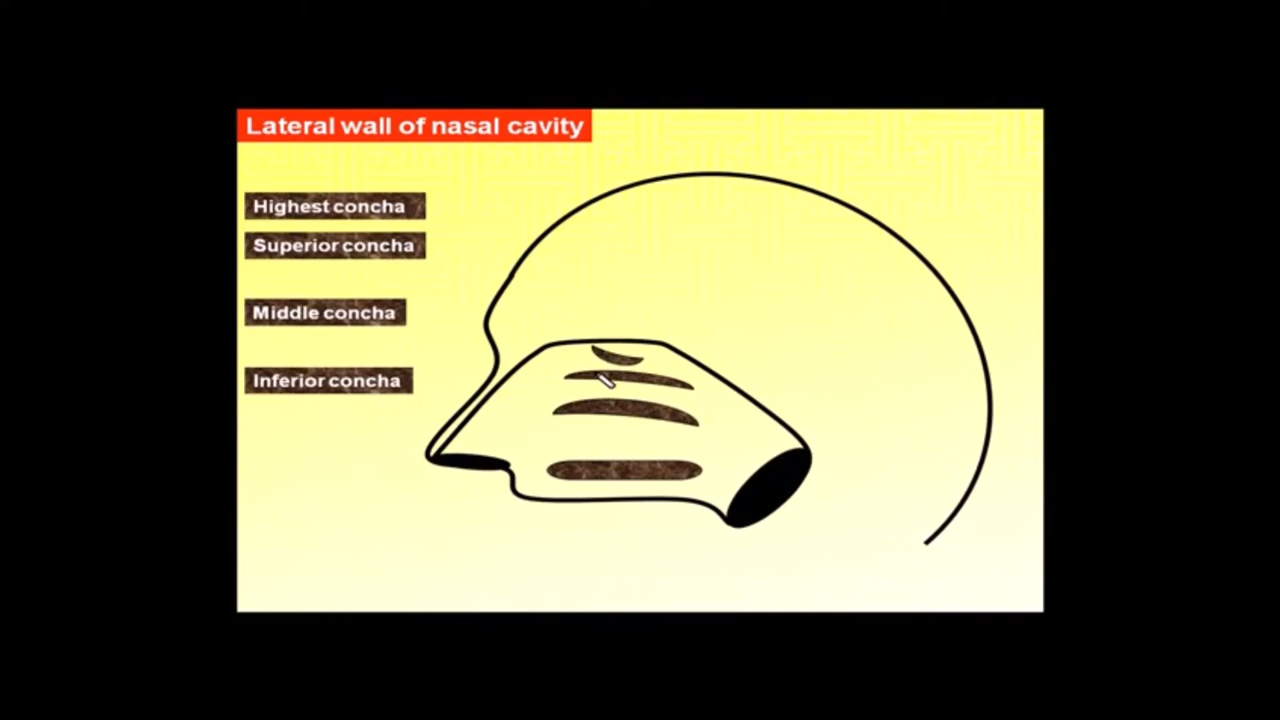 Lateral wall of nasal cavity
Highest concha
Superior concha
Middle concha
Inferior concha